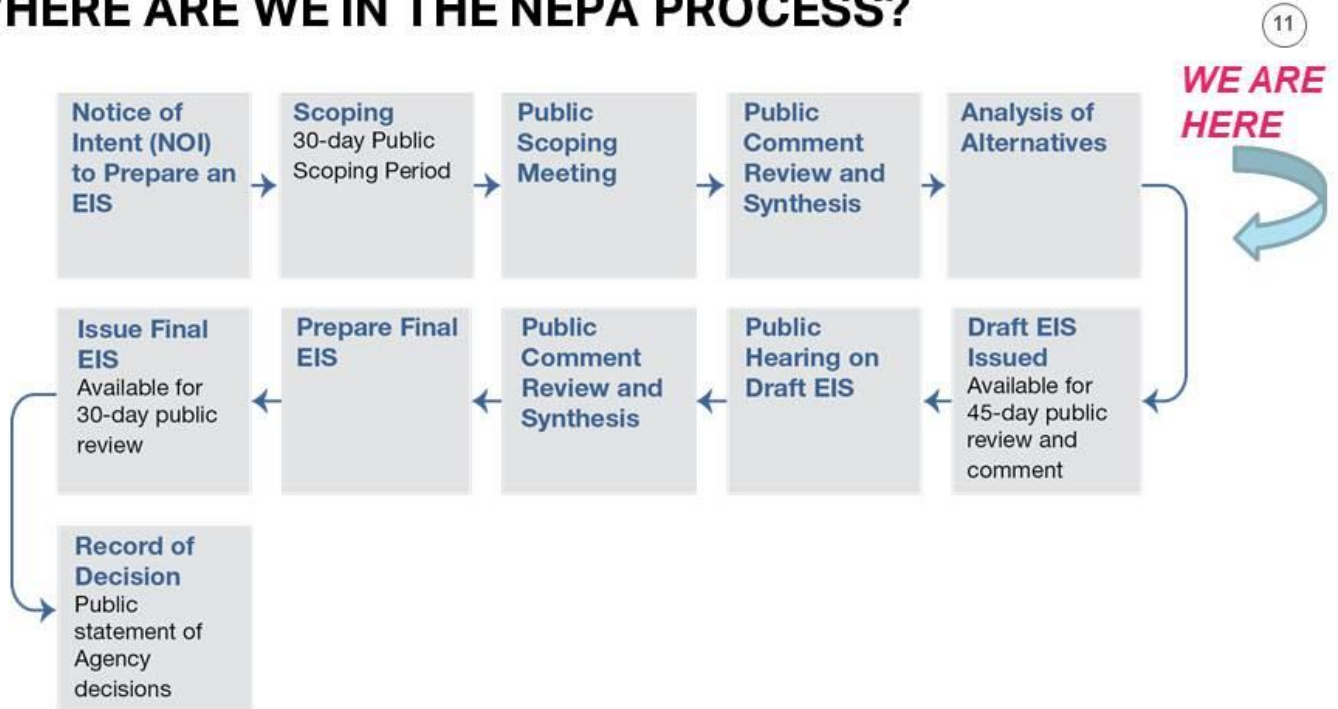 WHERE ARE WE IN THE NEPA PROCESS?
11
WE ARE
HERE
Notice of
Intent (NOI)
to Prepare an
EIS
Scoping
30-day Public
Scoping Period
Public
Scoping
Meeting
Public
Comment
Review and
Synthesis
Analysis of
Alternatives
Draft EIS
Issued
Available for
45-day public
review and
comment
Public
Hearing on
Draft EIS
Public
Comment
Review and
Synthesis
Prepare Final
EIS
Issue Final
EIS
Available for
30-day public
review
Record of
Decision
Public
statement of
Agency
decisions